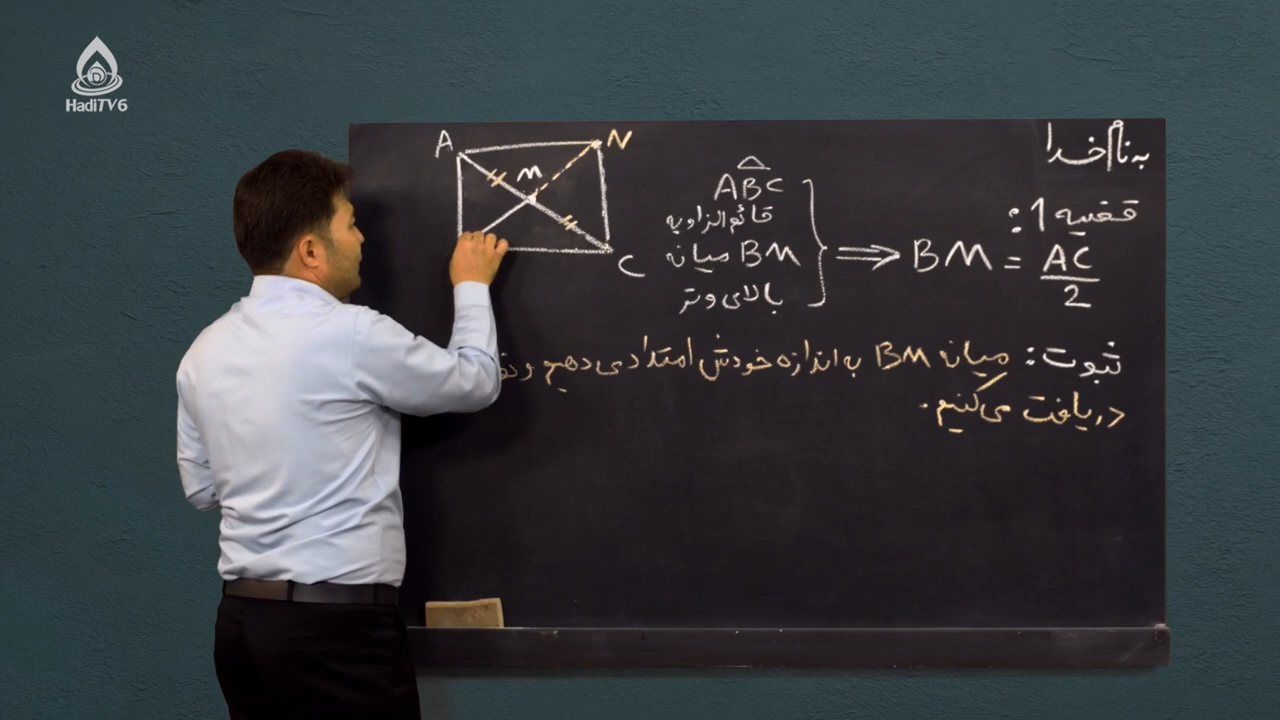 HadiTV6
به نام خدا
A
N
M
C
قضیه 1:
ABC
قائم الزاویه
BM میانه
بالای وتر
⇒ BM = AC/2
ثبوت: میانه BM به اندازه خودش امتداد می دهیم و
دریافت می کنیم.